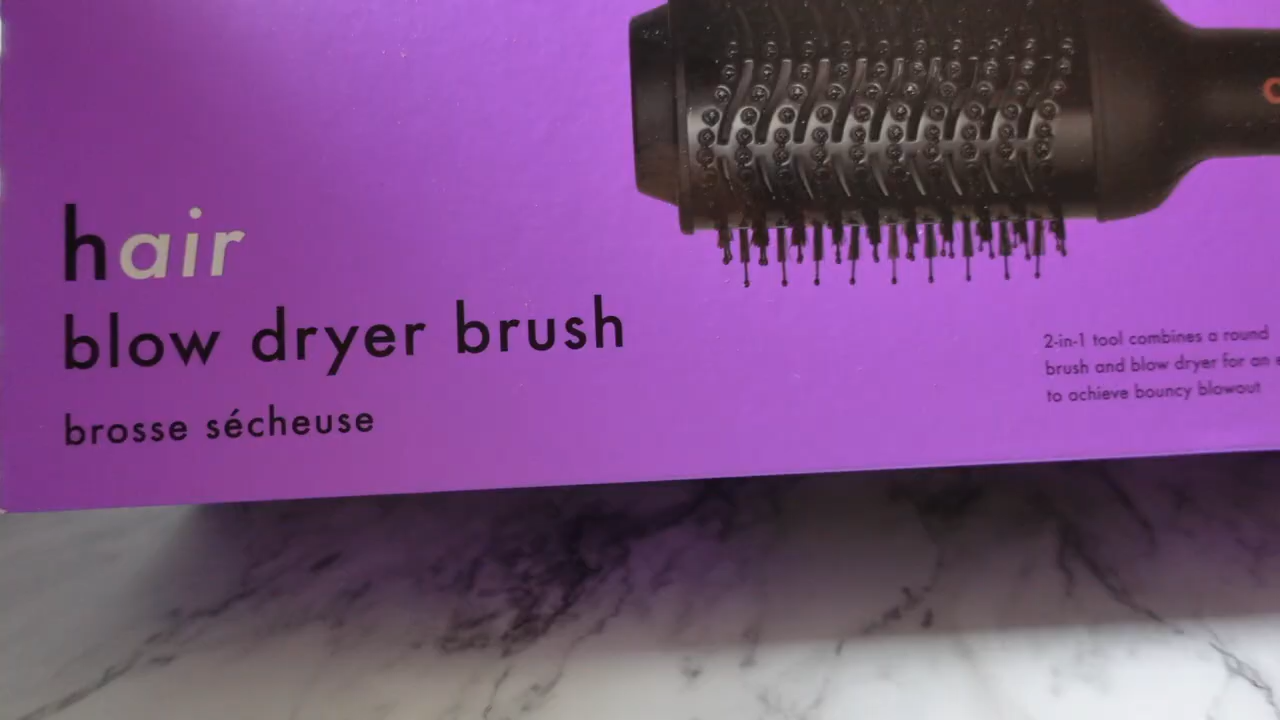 hair
blow dryer brush
brosse sécheuse
2-in-1 tool combines a round
brush and blow dryer for an
to achieve bouncy blowout